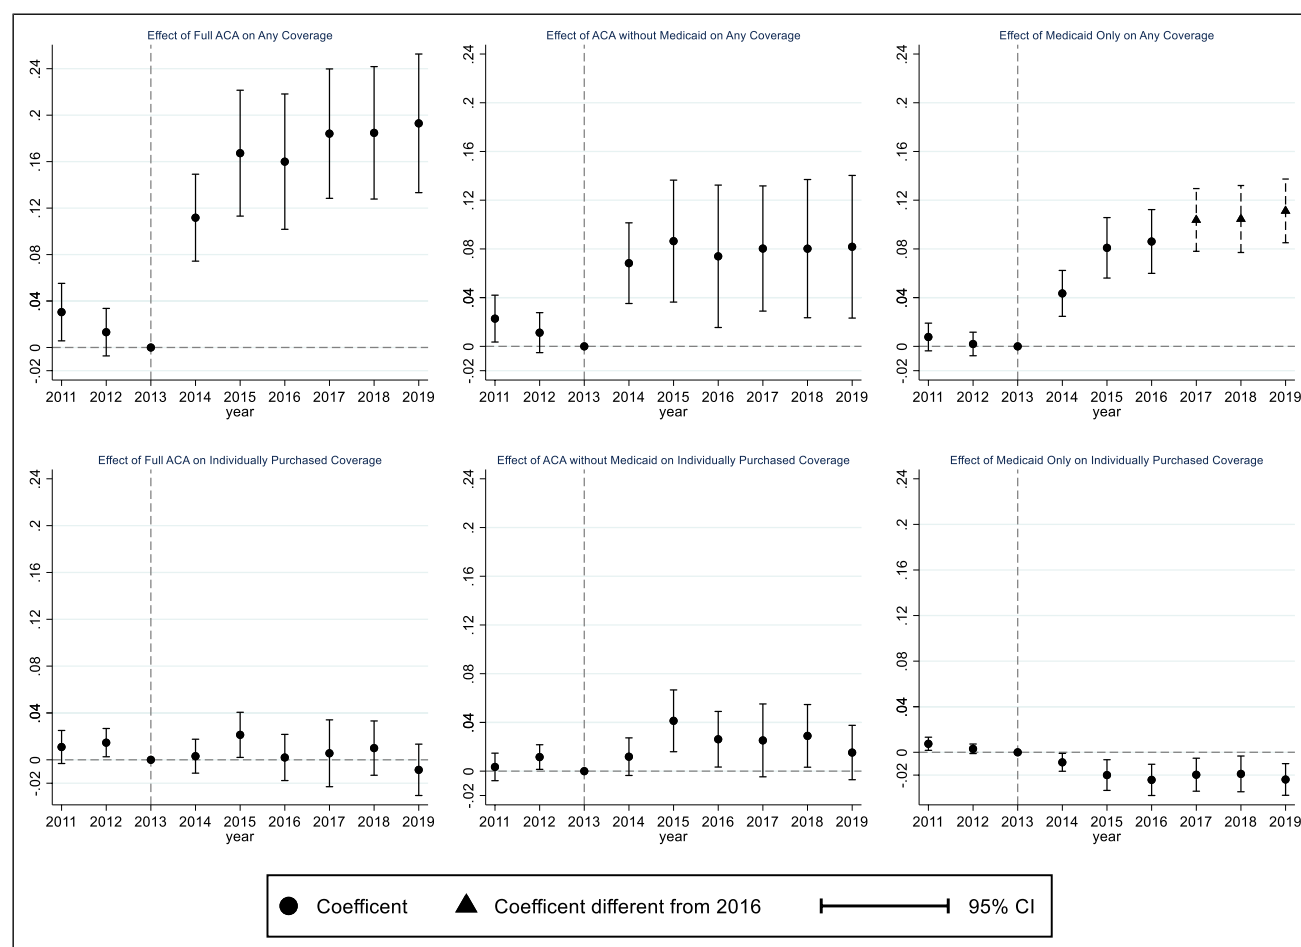 Effect of Full ACA on Any Coverage
.24
.2
.16
.12
.08
.04
0
-.02
2011 2012 2013 2014 2015 2016 2017 2018 2019
year
Effect of ACA without Medicaid on Any Coverage
.24
.2
.16
.12
.08
.04
0
-.02
2011 2012 2013 2014 2015 2016 2017 2018 2019
year
Effect of Medicaid Only on Any Coverage
.24
.2
.16
.12
.08
.04
0
-.02
2011 2012 2013 2014 2015 2016 2017 2018 2019
year
Effect of Full ACA on Individually Purchased Coverage
.24
.2
.16
.12
.08
.04
0
-.02
2011 2012 2013 2014 2015 2016 2017 2018 2019
year
Effect of ACA without Medicaid on Individually Purchased Coverage
.24
.2
.16
.12
.08
.04
0
-.02
2011 2012 2013 2014 2015 2016 2017 2018 2019
year
Effect of Medicaid Only on Individually Purchased Coverage
.24
.2
.16
.12
.08
.04
0
-.02
2011 2012 2013 2014 2015 2016 2017 2018 2019
year
Coefficent Coefficent different from 2016 95% CI